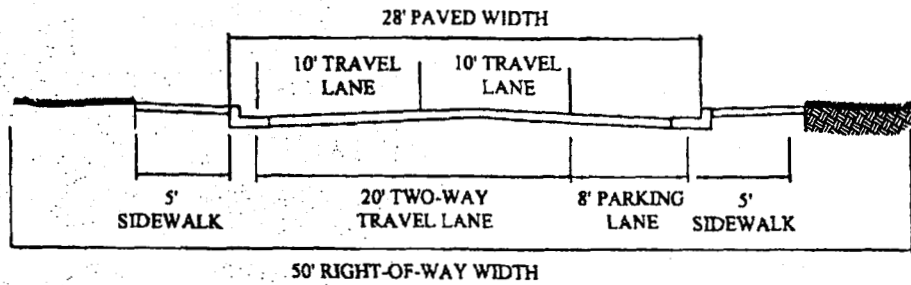 28' PAVED WIDTH
10' TRAVEL
LANE
10' TRAVEL
LANE
5'
SIDEWALK
20' TWO-WAY
TRAVEL LANE
8' PARKING
LANE
5'
SIDEWALK
50' RIGHT-OF-WAY WIDTH